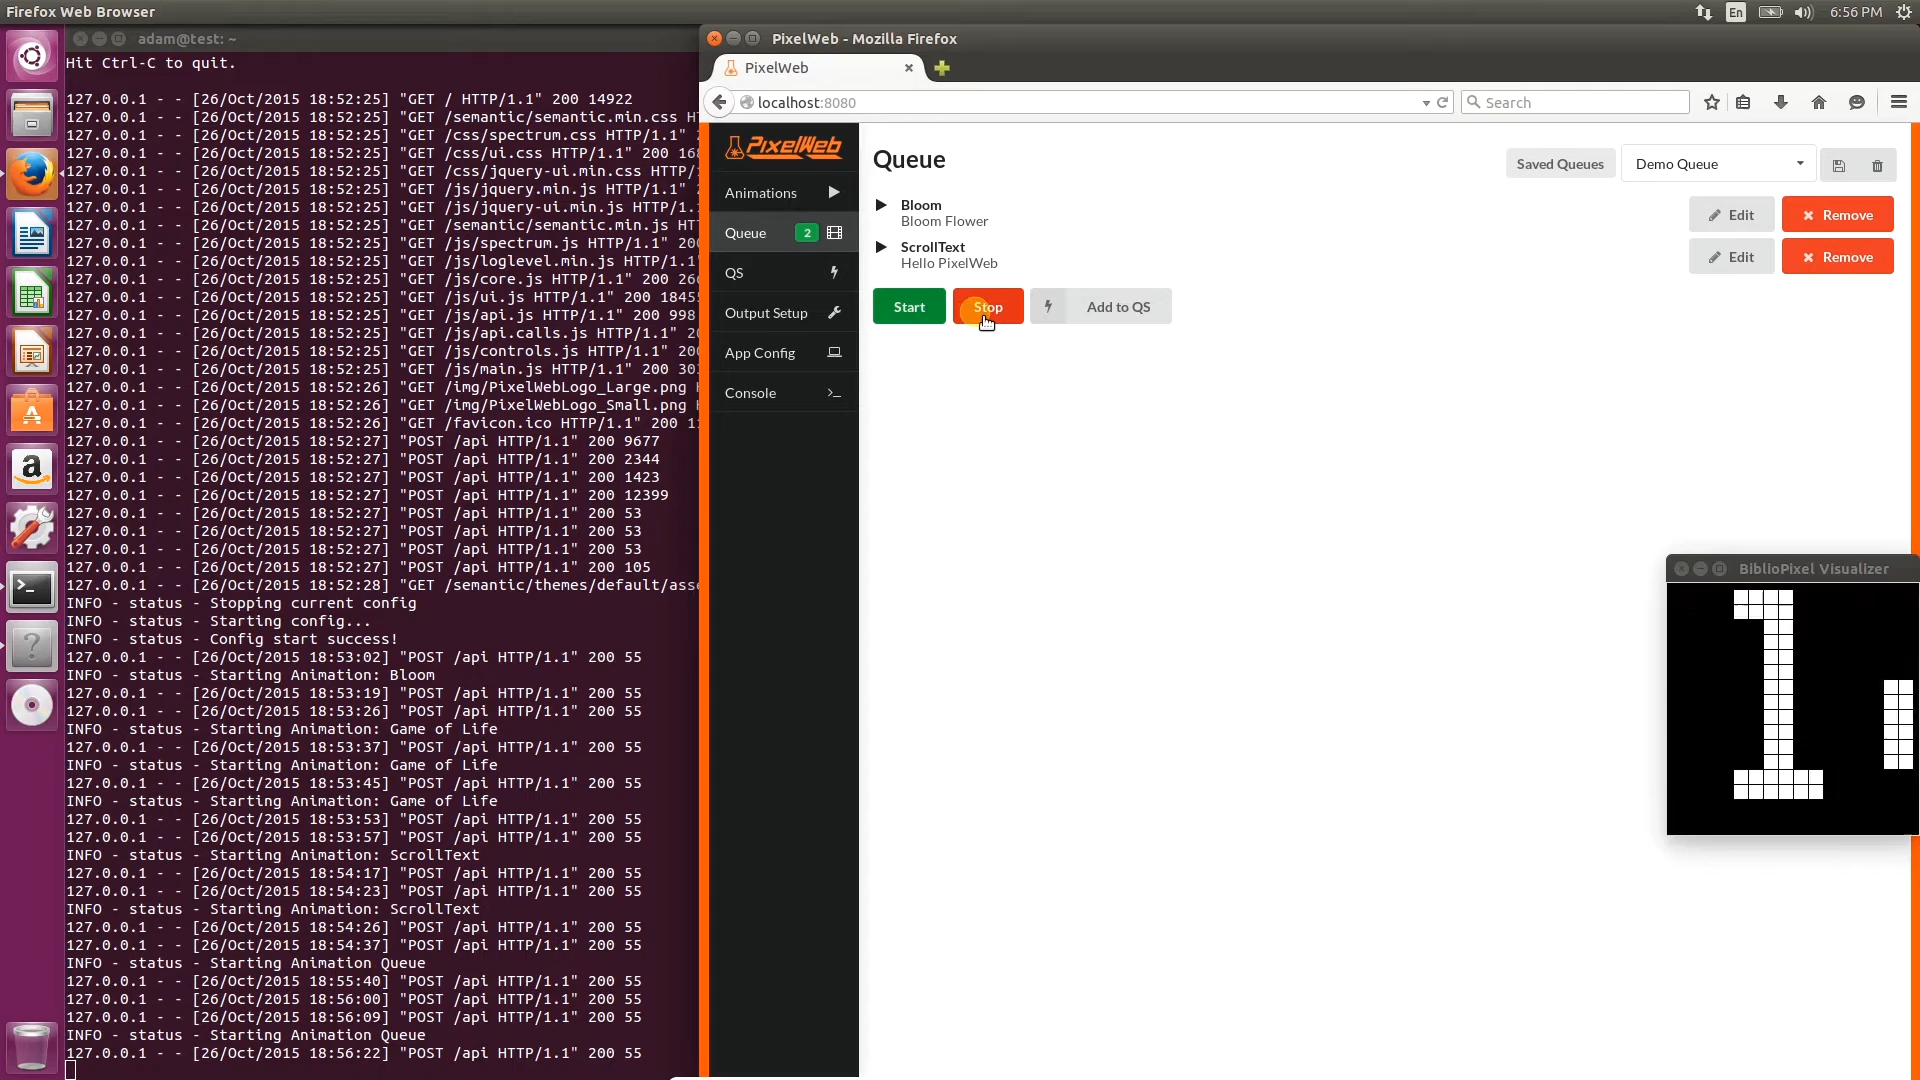 Firefox Web Browser
En
6:56 PM
adam@test: ~
Hit Ctrl-C to quit.
127.0.0.1 - - [26/Oct/2015 18:52:25] "GET / HTTP/1.1" 200 14922
127.0.0.1 - - [26/Oct/2015 18:52:25] "GET /semantic/semantic.min.css H
127.0.0.1 - - [26/Oct/2015 18:52:25] "GET /css/spectrum.css HTTP/1.1"
127.0.0.1 - - [26/Oct/2015 18:52:25] "GET /css/ui.css HTTP/1.1" 200 168
127.0.0.1 - - [26/Oct/2015 18:52:25] "GET /css/jquery-ui.min.css HTTP/
127.0.0.1 - - [26/Oct/2015 18:52:25] "GET /js/jquery.min.js HTTP/1.1"
127.0.0.1 - - [26/Oct/2015 18:52:25] "GET /js/jquery-ui.min.js HTTP/1.
127.0.0.1 - - [26/Oct/2015 18:52:25] "GET /semantic/semantic.min.js HT
127.0.0.1 - - [26/Oct/2015 18:52:25] "GET /js/spectrum.js HTTP/1.1" 200
127.0.0.1 - - [26/Oct/2015 18:52:25] "GET /js/loglevel.min.js HTTP/1.1"
127.0.0.1 - - [26/Oct/2015 18:52:25] "GET /js/core.js HTTP/1.1" 200 266
127.0.0.1 - - [26/Oct/2015 18:52:25] "GET /js/ui.js HTTP/1.1" 200 18455
127.0.0.1 - - [26/Oct/2015 18:52:25] "GET /js/api.js HTTP/1.1" 200 998
127.0.0.1 - - [26/Oct/2015 18:52:25] "GET /js/api.calls.js HTTP/1.1" 20
127.0.0.1 - - [26/Oct/2015 18:52:25] "GET /js/controls.js HTTP/1.1" 200
127.0.0.1 - - [26/Oct/2015 18:52:25] "GET /js/main.js HTTP/1.1" 200 303
127.0.0.1 - - [26/Oct/2015 18:52:26] "GET /img/PixelWebLogo_Large.png H
127.0.0.1 - - [26/Oct/2015 18:52:26] "GET /img/PixelWebLogo_Small.png H
127.0.0.1 - - [26/Oct/2015 18:52:26] "GET /favicon.ico HTTP/1.1" 200 1
127.0.0.1 - - [26/Oct/2015 18:52:27] "POST /api HTTP/1.1" 200 9677
127.0.0.1 - - [26/Oct/2015 18:52:27] "POST /api HTTP/1.1" 200 2344
127.0.0.1 - - [26/Oct/2015 18:52:27] "POST /api HTTP/1.1" 200 1423
127.0.0.1 - - [26/Oct/2015 18:52:27] "POST /api HTTP/1.1" 200 12399
127.0.0.1 - - [26/Oct/2015 18:52:27] "POST /api HTTP/1.1" 200 53
127.0.0.1 - - [26/Oct/2015 18:52:27] "POST /api HTTP/1.1" 200 53
127.0.0.1 - - [26/Oct/2015 18:52:27] "POST /api HTTP/1.1" 200 53
127.0.0.1 - - [26/Oct/2015 18:52:27] "POST /api HTTP/1.1" 200 105
127.0.0.1 - - [26/Oct/2015 18:52:28] "GET /semantic/themes/default/asse
INFO - status - Stopping current config
INFO - status - Starting config...
INFO - status - Config start success!
127.0.0.1 - - [26/Oct/2015 18:53:02] "POST /api HTTP/1.1" 200 55
INFO - status - Starting Animation: Bloom
127.0.0.1 - - [26/Oct/2015 18:53:19] "POST /api HTTP/1.1" 200 55
127.0.0.1 - - [26/Oct/2015 18:53:26] "POST /api HTTP/1.1" 200 55
INFO - status - Starting Animation: Game of Life
127.0.0.1 - - [26/Oct/2015 18:53:37] "POST /api HTTP/1.1" 200 55
INFO - status - Starting Animation: Game of Life
127.0.0.1 - - [26/Oct/2015 18:53:45] "POST /api HTTP/1.1" 200 55
INFO - status - Starting Animation: Game of Life
127.0.0.1 - - [26/Oct/2015 18:53:53] "POST /api HTTP/1.1" 200 55
127.0.0.1 - - [26/Oct/2015 18:53:57] "POST /api HTTP/1.1" 200 55
INFO - status - Starting Animation: ScrollText
127.0.0.1 - - [26/Oct/2015 18:54:17] "POST /api HTTP/1.1" 200 55
127.0.0.1 - - [26/Oct/2015 18:54:23] "POST /api HTTP/1.1" 200 55
INFO - status - Starting Animation: ScrollText
127.0.0.1 - - [26/Oct/2015 18:54:26] "POST /api HTTP/1.1" 200 55
127.0.0.1 - - [26/Oct/2015 18:54:37] "POST /api HTTP/1.1" 200 55
INFO - status - Starting Animation Queue
127.0.0.1 - - [26/Oct/2015 18:55:40] "POST /api HTTP/1.1" 200 55
127.0.0.1 - - [26/Oct/2015 18:56:00] "POST /api HTTP/1.1" 200 55
127.0.0.1 - - [26/Oct/2015 18:56:09] "POST /api HTTP/1.1" 200 55
INFO - status - Starting Animation Queue
127.0.0.1 - - [26/Oct/2015 18:56:22] "POST /api HTTP/1.1" 200 55
PixelWeb - Mozilla Firefox
PixelWeb
localhost:8080
Search
PixelWeb
Animations
Queue 2
QS
Output Setup
App Config
Console
Queue
Saved Queues
Demo Queue
Bloom
Bloom Flower
Edit
Remove
ScrollText
Hello PixelWeb
Edit
Remove
Start
Stop
Add to QS
BiblioPixel Visualizer